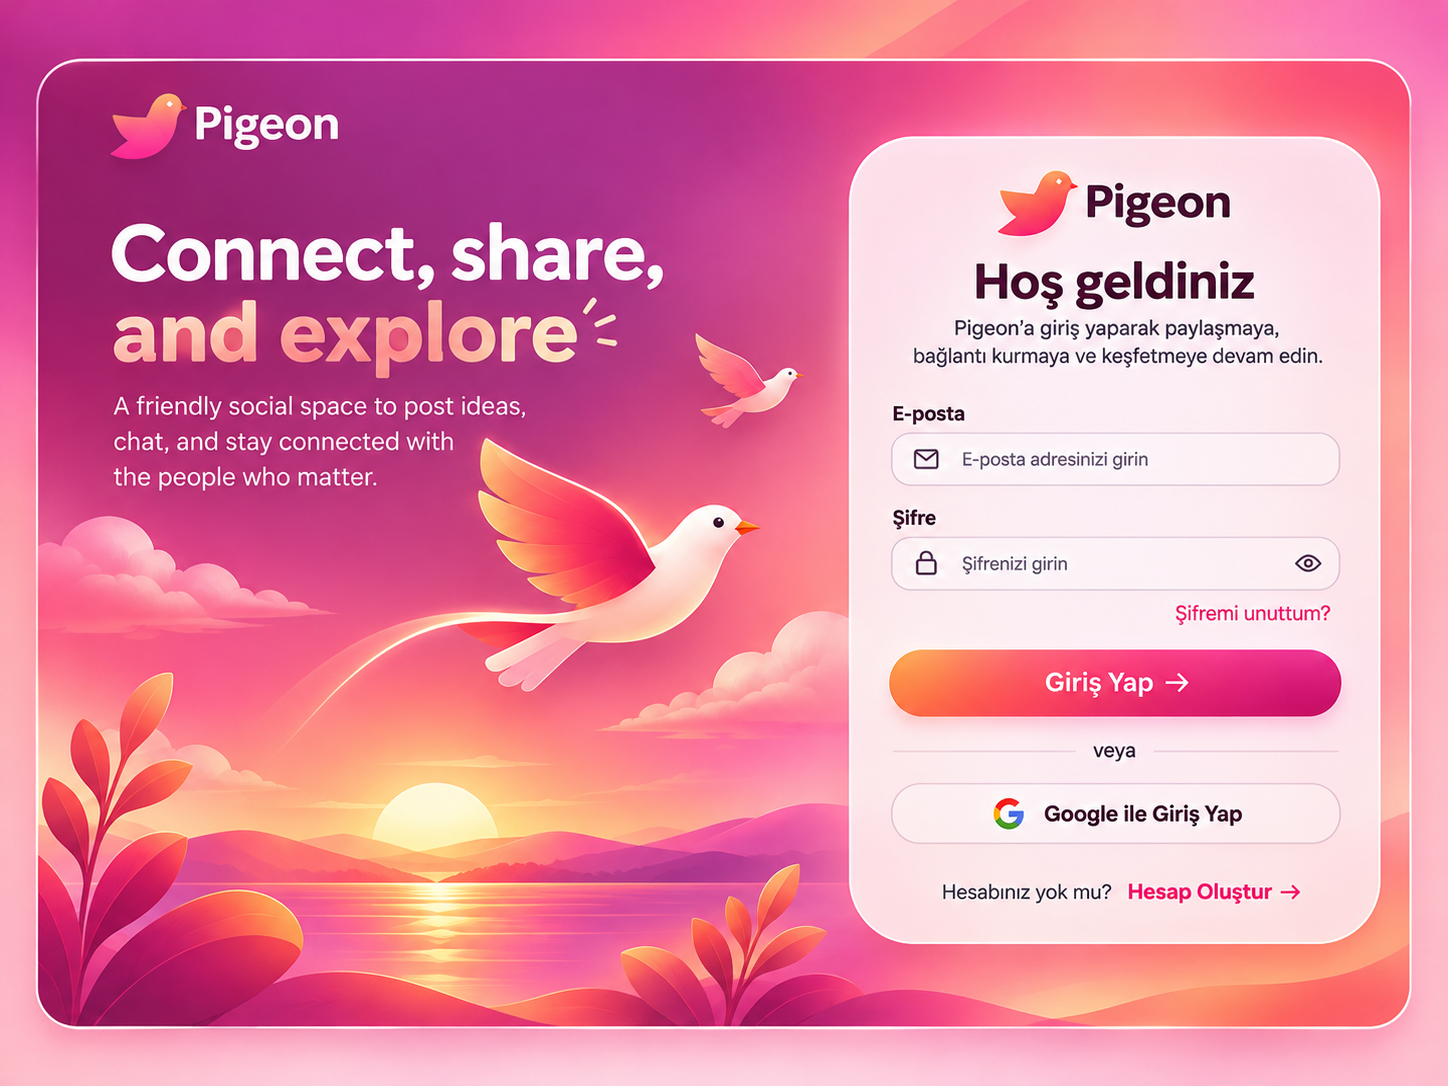 Pigeon
Connect, share,
and explore
A friendly social space to post ideas,
chat, and stay connected with
the people who matter.
Pigeon
Hoş geldiniz
Pigeon’a giriş yaparak paylaşmaya,
bağlantı kurmaya ve keşfetmeye devam edin.
E-posta
E-posta adresinizi girin
Şifre
Şifrenizi girin
Şifremi unuttum?
Giriş Yap →
veya
Google ile Giriş Yap
Hesabınız yok mu? Hesap Oluştur →